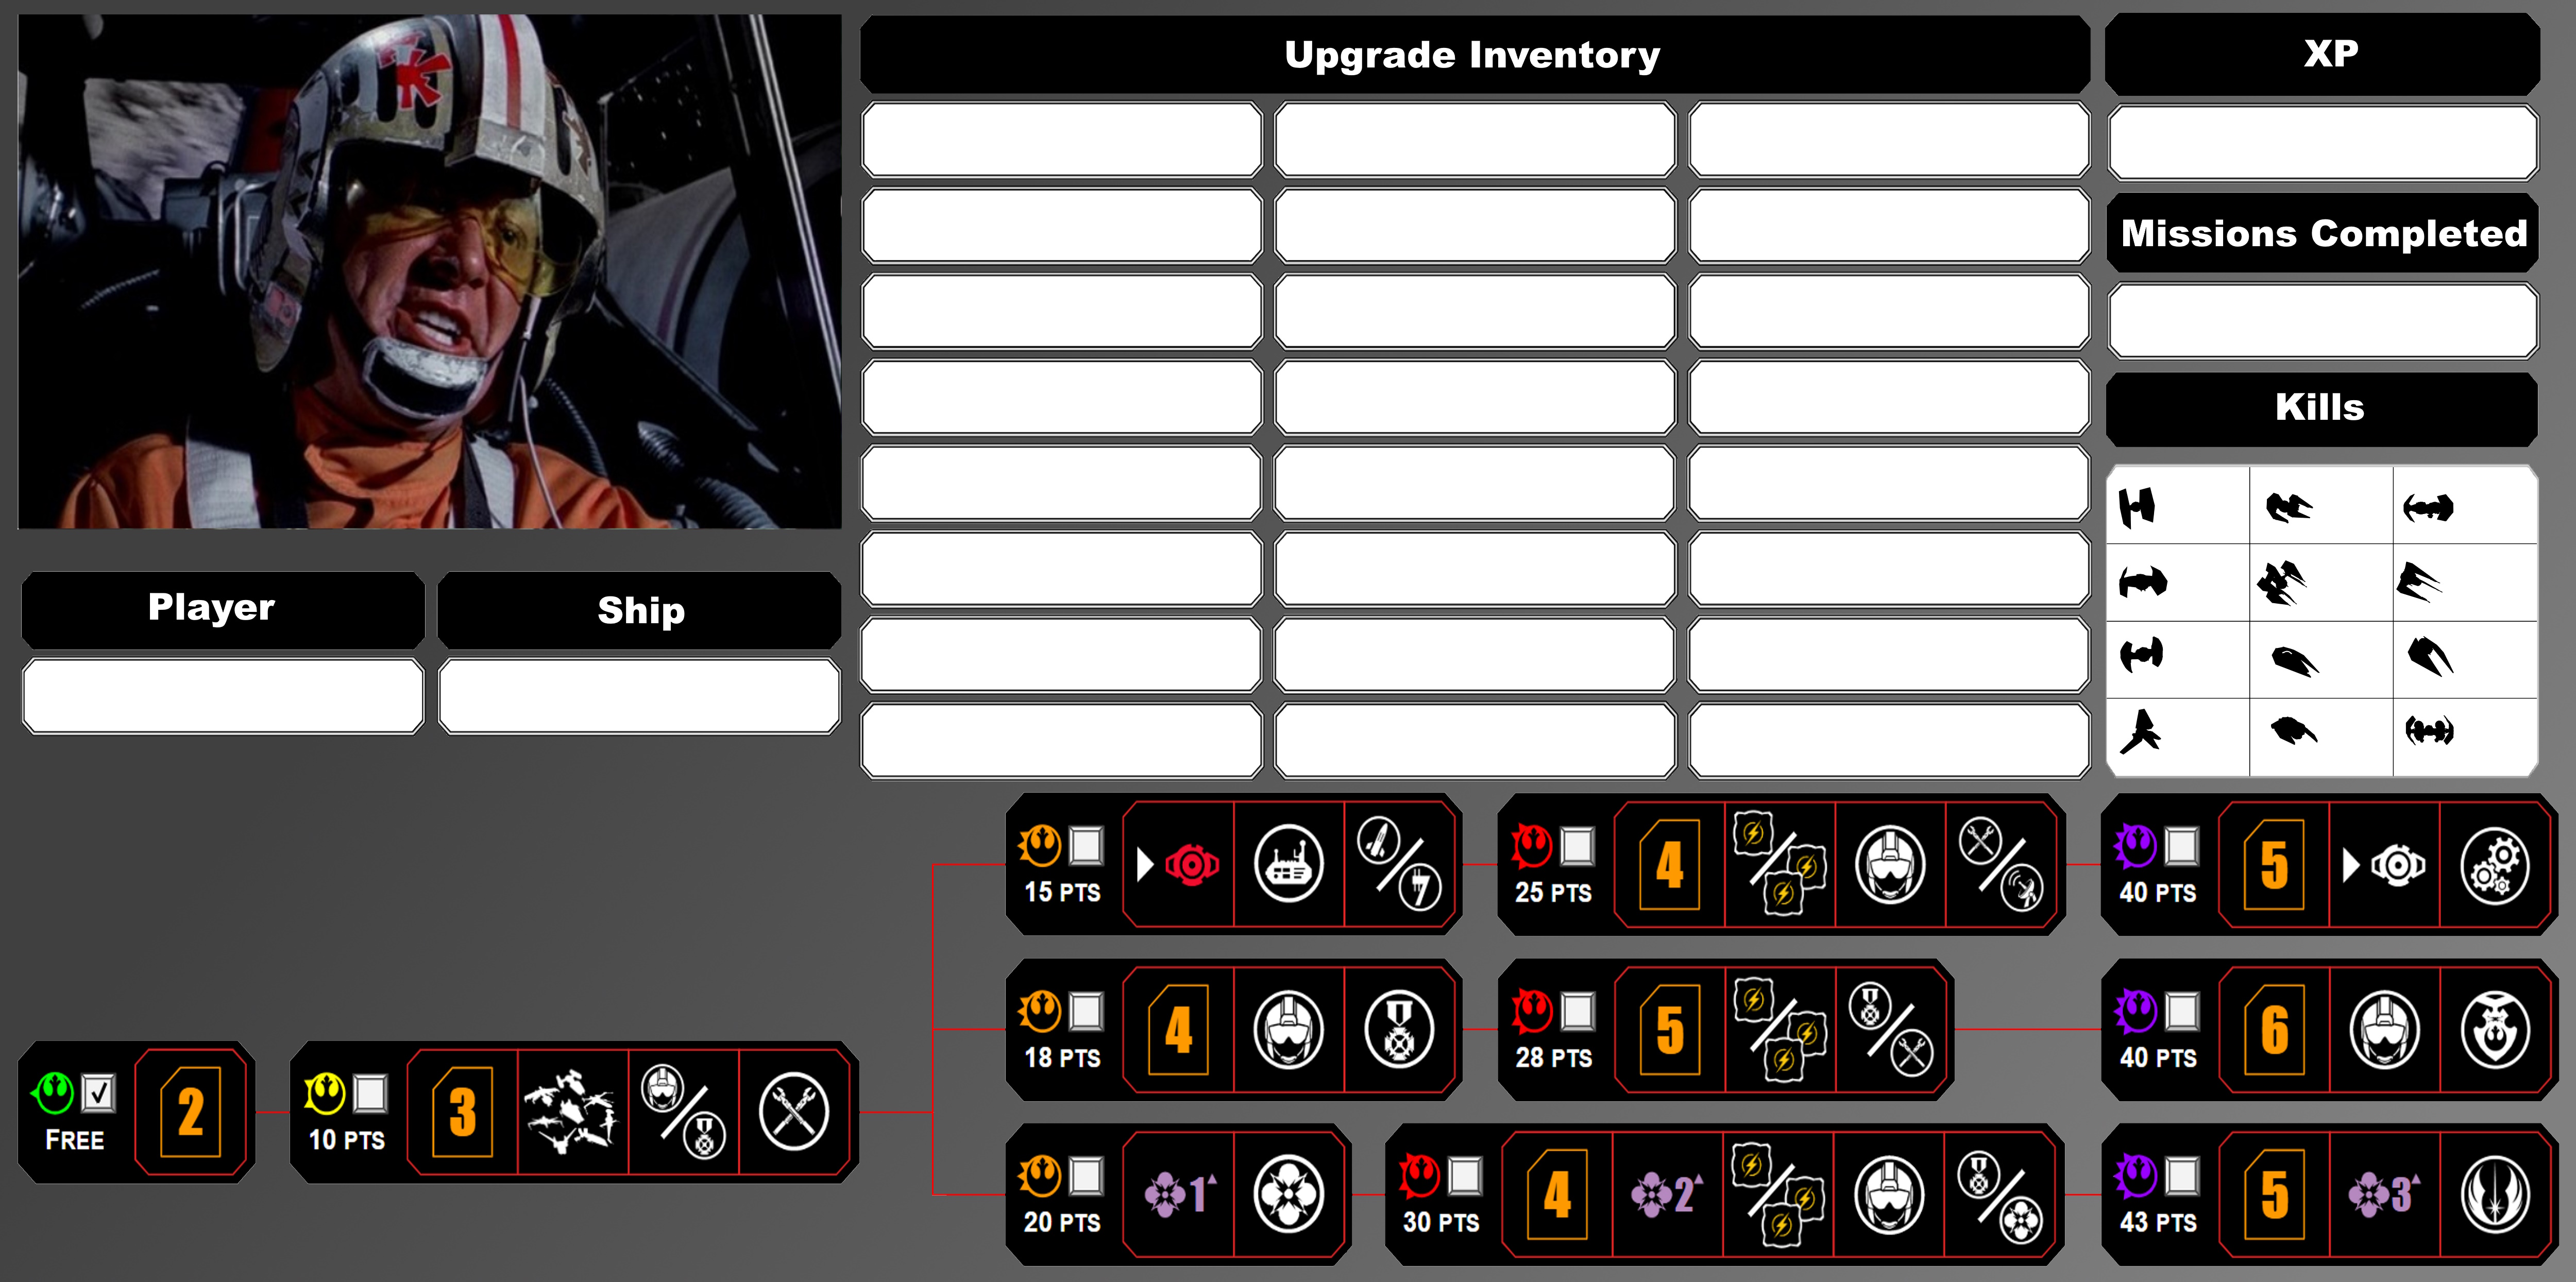 Upgrade Inventory
XP
Missions Completed
Kills
Player
Ship
FREE
2
10 PTS
3
15 PTS
25 PTS
4
40 PTS
5
18 PTS
4
28 PTS
5
40 PTS
6
20 PTS
1
30 PTS
4
2
43 PTS
5
3